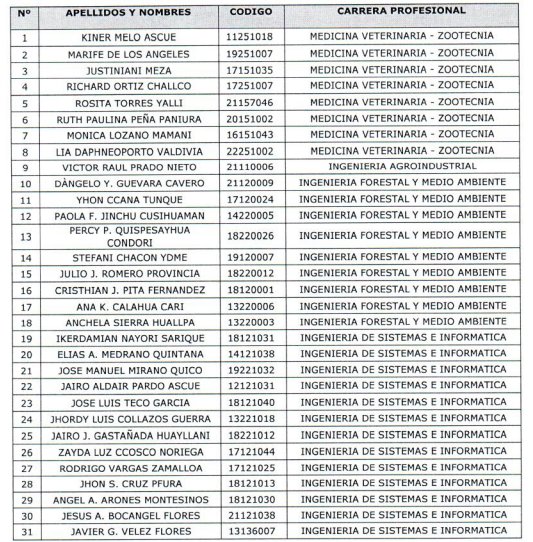 Nº APELLIDOS Y NOMBRES CODIGO CARRERA PROFESIONAL
1 KINER MELO ASCUE 11251018 MEDICINA VETERINARIA - ZOOTECNIA
2 MARIFE DE LOS ANGELES 19251007 MEDICINA VETERINARIA - ZOOTECNIA
3 JUSTINIANI MEZA 17151035 MEDICINA VETERINARIA - ZOOTECNIA
4 RICHARD ORTIZ CHALLCO 17251007 MEDICINA VETERINARIA - ZOOTECNIA
5 ROSITA TORRES YALLI 21157046 MEDICINA VETERINARIA - ZOOTECNIA
6 RUTH PAULINA PEÑA PANIURA 20151002 MEDICINA VETERINARIA - ZOOTECNIA
7 MONICA LOZANO MAMANI 16151043 MEDICINA VETERINARIA - ZOOTECNIA
8 LIA DAPHNEOPORTO VALDIVIA 22251002 MEDICINA VETERINARIA - ZOOTECNIA
9 VICTOR RAUL PRADO NIETO 21110006 INGENIERIA AGROINDUSTRIAL
10 DÁNGELO Y. GUEVARA CAVERO 21120009 INGENIERIA FORESTAL Y MEDIO AMBIENTE
11 YHON CCANA TUNQUE 17120024 INGENIERIA FORESTAL Y MEDIO AMBIENTE
12 PAOLA F. JINCHU CUSIHUAMAN 14220005 INGENIERIA FORESTAL Y MEDIO AMBIENTE
13 PERCY P. QUISPESAYHUA
CONDORI 18220026 INGENIERIA FORESTAL Y MEDIO AMBIENTE
14 STEFANI CHACON YDME 19120007 INGENIERIA FORESTAL Y MEDIO AMBIENTE
15 JULIO J. ROMERO PROVINCIA 18220012 INGENIERIA FORESTAL Y MEDIO AMBIENTE
16 CRISTHIAN J. PITA FERNANDEZ 18120001 INGENIERIA FORESTAL Y MEDIO AMBIENTE
17 ANA K. CALAHUA CARI 13220006 INGENIERIA FORESTAL Y MEDIO AMBIENTE
18 ANCHELA SIERRA HUALLPA 13220003 INGENIERIA FORESTAL Y MEDIO AMBIENTE
19 IKERDAMIAN NAYORI SARIQUE 18121031 INGENIERIA DE SISTEMAS E INFORMATICA
20 ELIAS A. MEDRANO QUINTANA 14121038 INGENIERIA DE SISTEMAS E INFORMATICA
21 JOSE MANUEL MIRANO QUICO 19221032 INGENIERIA DE SISTEMAS E INFORMATICA
22 JAIRO ALDAIR PARDO ASCUE 12121031 INGENIERIA DE SISTEMAS E INFORMATICA
23 JOSE LUIS TECO GARCIA 18121040 INGENIERIA DE SISTEMAS E INFORMATICA
24 JHORDY LUIS COLLAZOS GUERRA 13221018 INGENIERIA DE SISTEMAS E INFORMATICA
25 JAIRO J. GASTAÑADA HUAYLLANI 18221012 INGENIERIA DE SISTEMAS E INFORMATICA
26 ZAYDA LUZ CCOSCO NORIEGA 17121044 INGENIERIA DE SISTEMAS E INFORMATICA
27 RODRIGO VARGAS ZAMALLOA 17121025 INGENIERIA DE SISTEMAS E INFORMATICA
28 JHON S. CRUZ PFURA 18121013 INGENIERIA DE SISTEMAS E INFORMATICA
29 ANGEL A. ARONES MONTESINOS 18121030 INGENIERIA DE SISTEMAS E INFORMATICA
30 JESUS A. BOCANGEL FLORES 21121038 INGENIERIA DE SISTEMAS E INFORMATICA
31 JAVIER G. VELEZ FLORES 13136007 INGENIERIA DE SISTEMAS E INFORMATICA